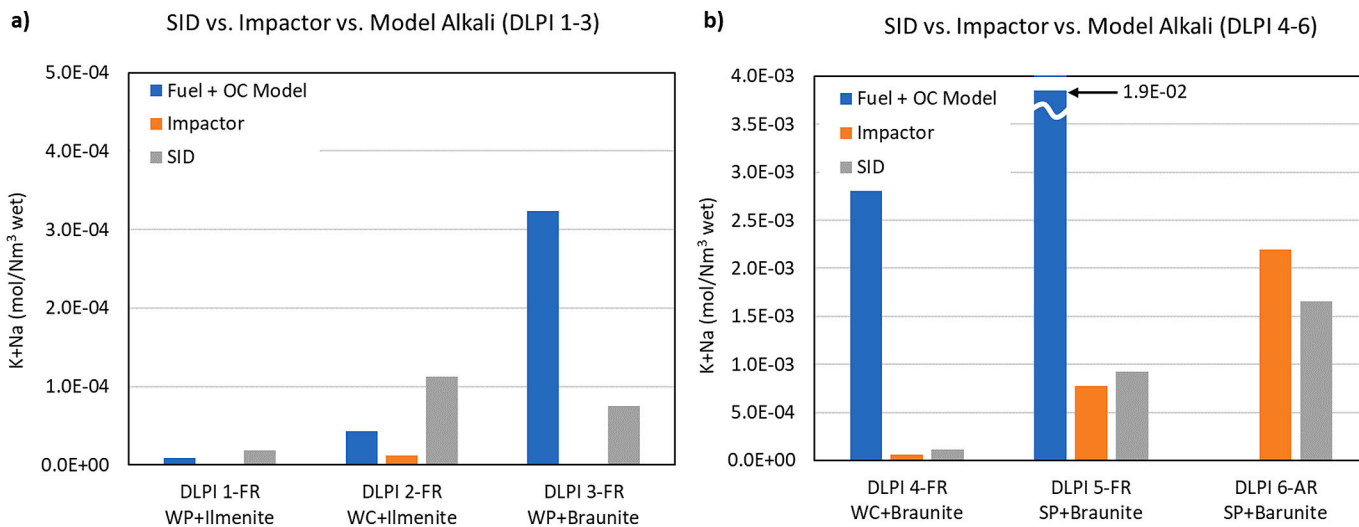 a)
SID vs. Impactor vs. Model Alkali (DLPI 1-3)
K+Na (mol/Nm³ wet)
5.0E-04
4.0E-04
3.0E-04
2.0E-04
1.0E-04
0.0E+00
Fuel + OC Model
Impactor
SID
DLPI 1-FR
WP+Ilmenite
DLPI 2-FR
WC+Ilmenite
DLPI 3-FR
WP+Braunite
b)
SID vs. Impactor vs. Model Alkali (DLPI 4-6)
K+Na (mol/Nm³ wet)
4.0E-03
3.5E-03
3.0E-03
2.5E-03
2.0E-03
1.5E-03
1.0E-03
5.0E-04
0.0E+00
Fuel + OC Model
Impactor
SID
1.9E-02
DLPI 4-FR
WC+Braunite
DLPI 5-FR
SP+Braunite
DLPI 6-AR
SP+Barunite